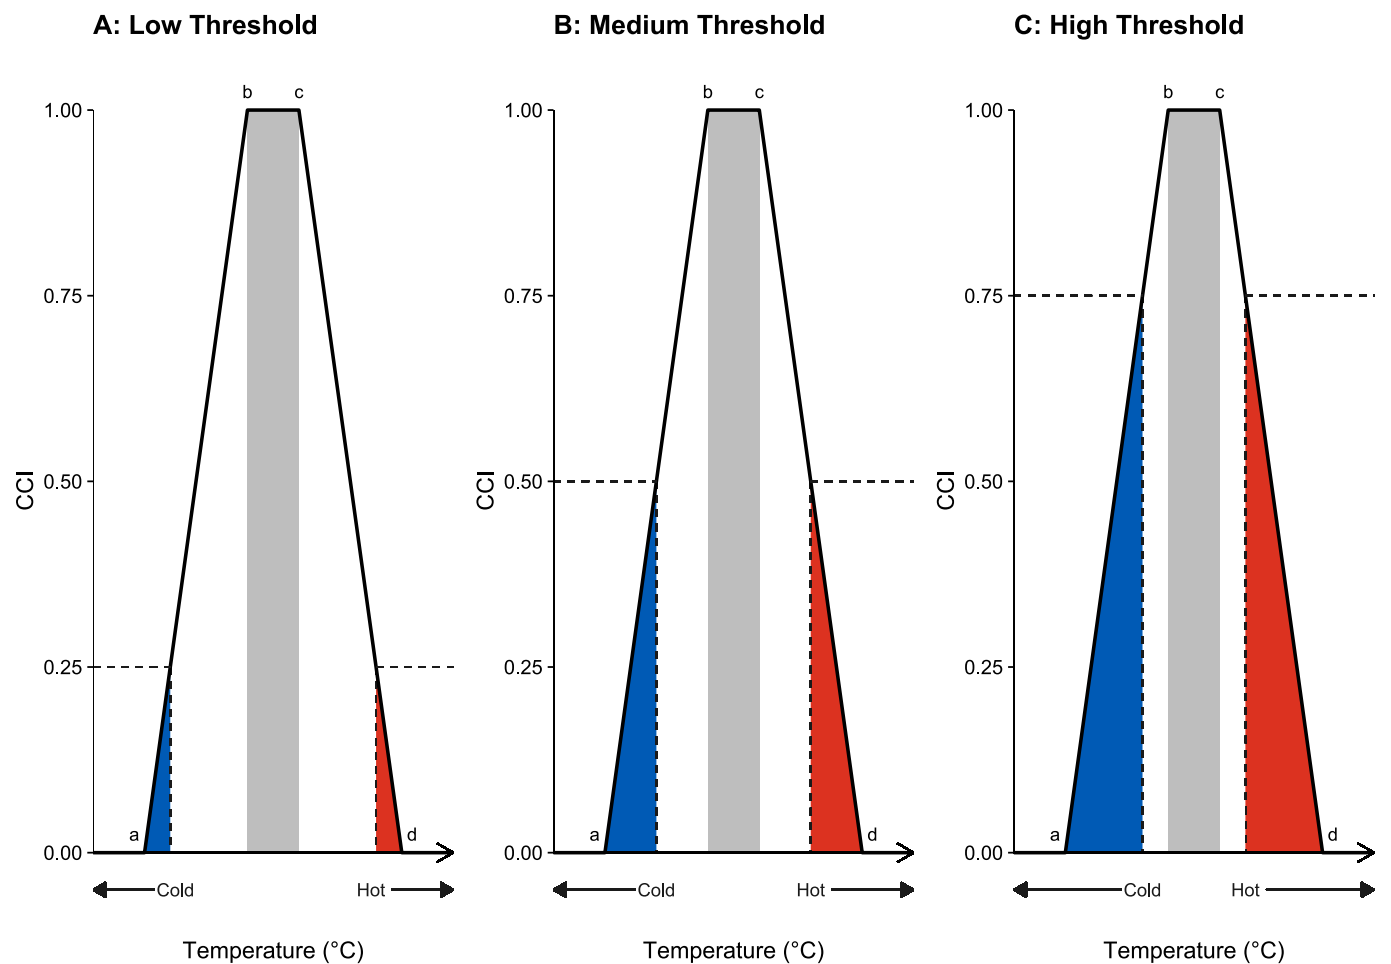 A: Low Threshold
b c
1.00
0.75
0.50
0.25
0.00
CCI
a d
Cold Hot
Temperature (°C)
B: Medium Threshold
b c
1.00
0.75
0.50
0.25
0.00
CCI
a d
Cold Hot
Temperature (°C)
C: High Threshold
b c
1.00
0.75
0.50
0.25
0.00
CCI
a d
Cold Hot
Temperature (°C)